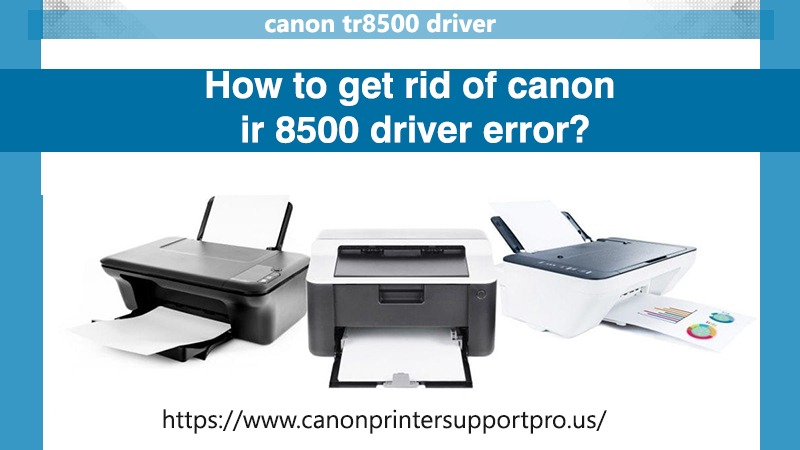 canon tr8500 driver
How to get rid of canon
ir 8500 driver error?
https://www.canonprintersupportpro.us/